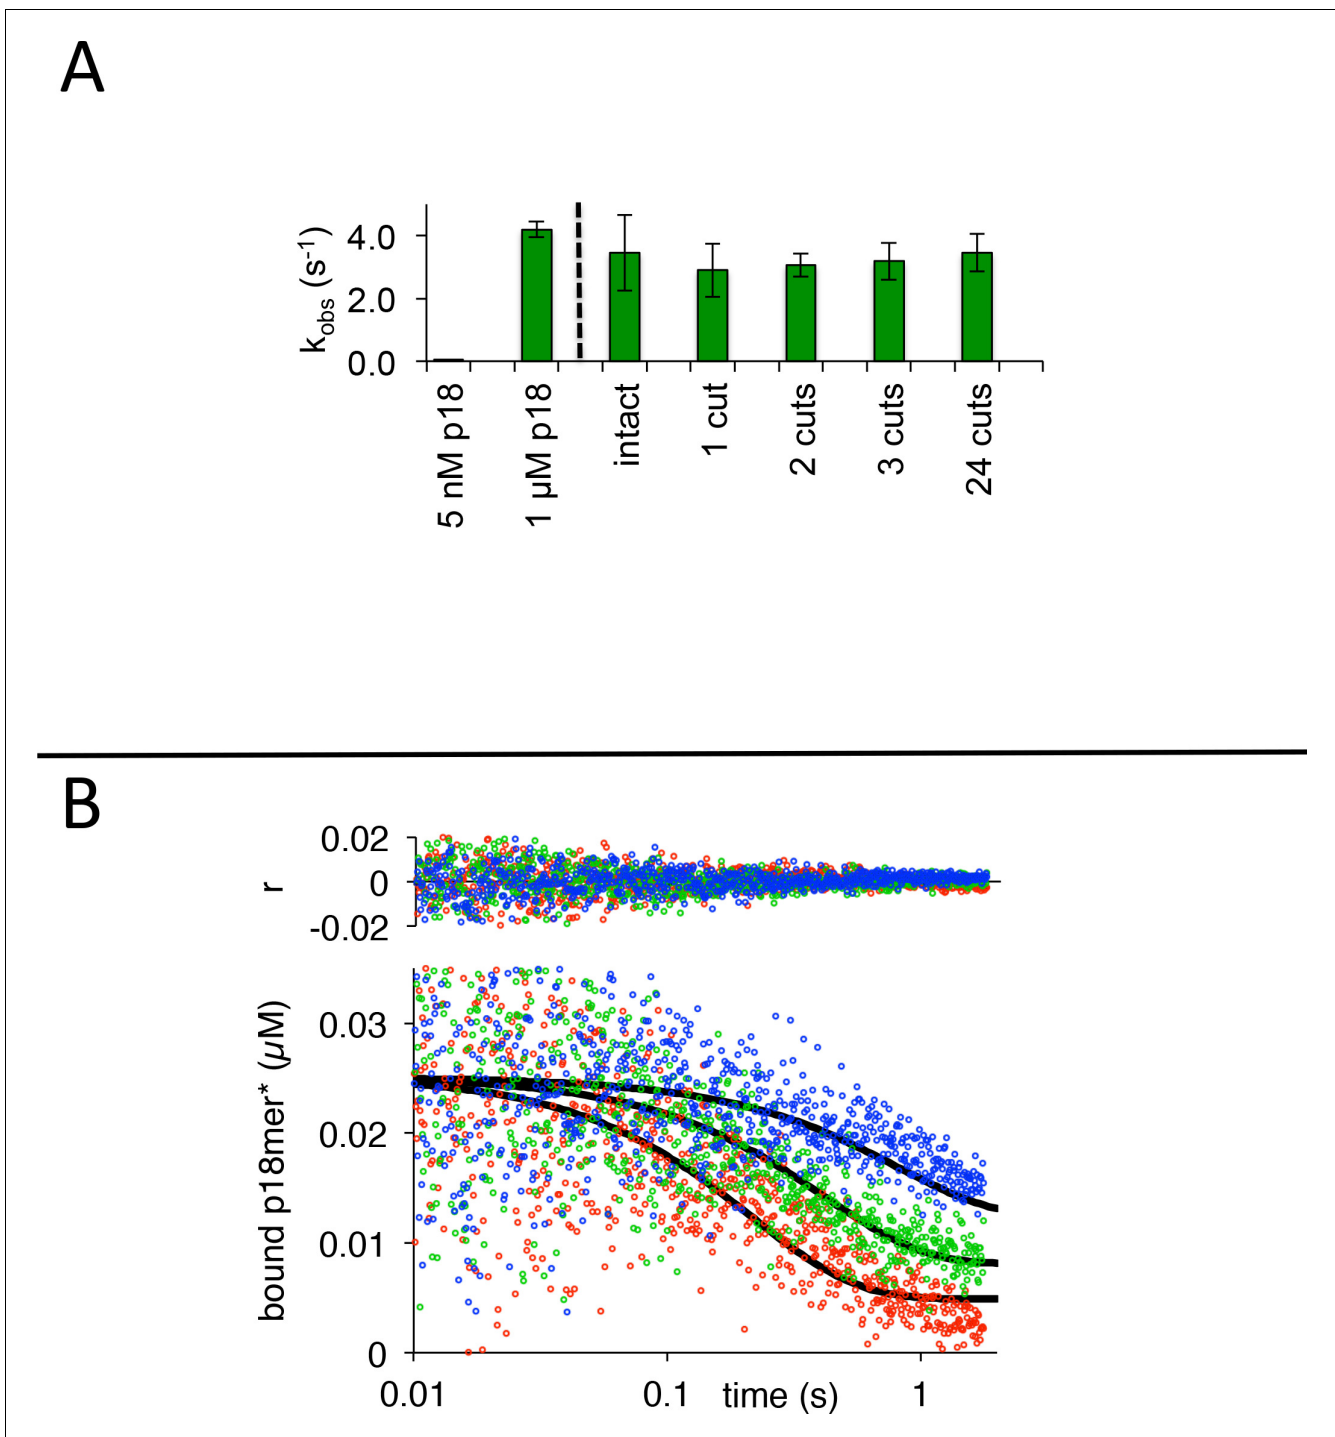 A
k_obs (s^-1)
4.0
2.0
0.0
5 nM p18
1 µM p18
intact
1 cut
2 cuts
3 cuts
24 cuts
B
r
0.02
0
-0.02
bound p18mer* (µM)
0.03
0.02
0.01
0
0.01
0.1
time (s)
1